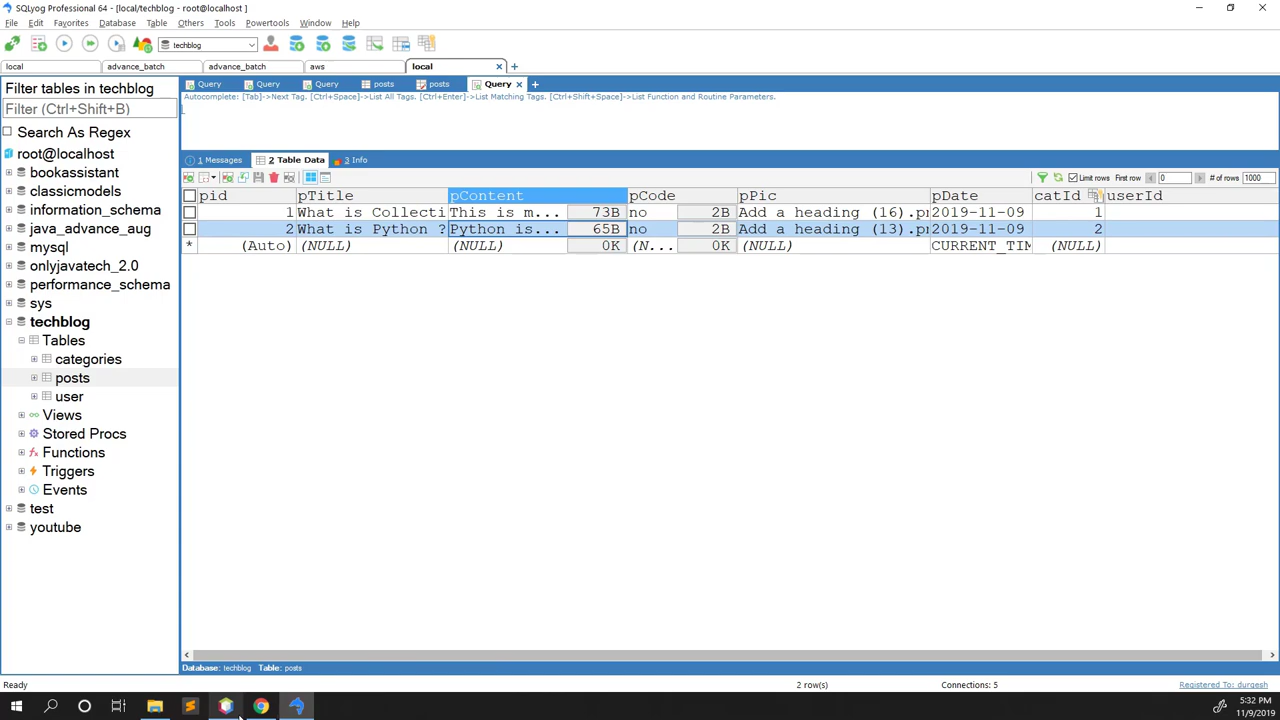 SQLyog Professional 64 - [local/techblog - root@localhost ]
File Edit Favorites Database Table Others Tools Powertools Window Help
techblog
local advance_batch advance_batch aws local
Query Query Query posts posts Query
Filter tables in techblog
Autocomplete: [Tab]->Next Tag. [Ctrl+Space]->List All Tags. [Ctrl+Enter]->List Matching Tags. [Ctrl+Shift+Space]->List Function and Routine Parameters.
Filter (Ctrl+Shift+B)
Search As Regex
root@localhost
bookassistant
classicmodels
information_schema
java_advance_aug
mysql
onlyjavatech_2.0
performance_schema
sys
techblog
Tables
categories
posts
user
Views
Stored Procs
Functions
Triggers
Events
test
youtube
1 Messages 2 Table Data 3 Info
Limit rows First row 0 # of rows 1000
pid pTitle pContent pCode pPic pDate catId userId
1 What is Collecti This is m... 73B no 2B Add a heading (16).pr 2019-11-09 1
2 What is Python ? Python is... 65B no 2B Add a heading (13).pr 2019-11-09 2
* (Auto) (NULL) (NULL) 0K (N... 0K (NULL) CURRENT_TIM (NULL)
Database: techblog Table: posts
Ready 2 row(s) Connections: 5 Registered To: durgesh
5:32 PM
11/9/2019